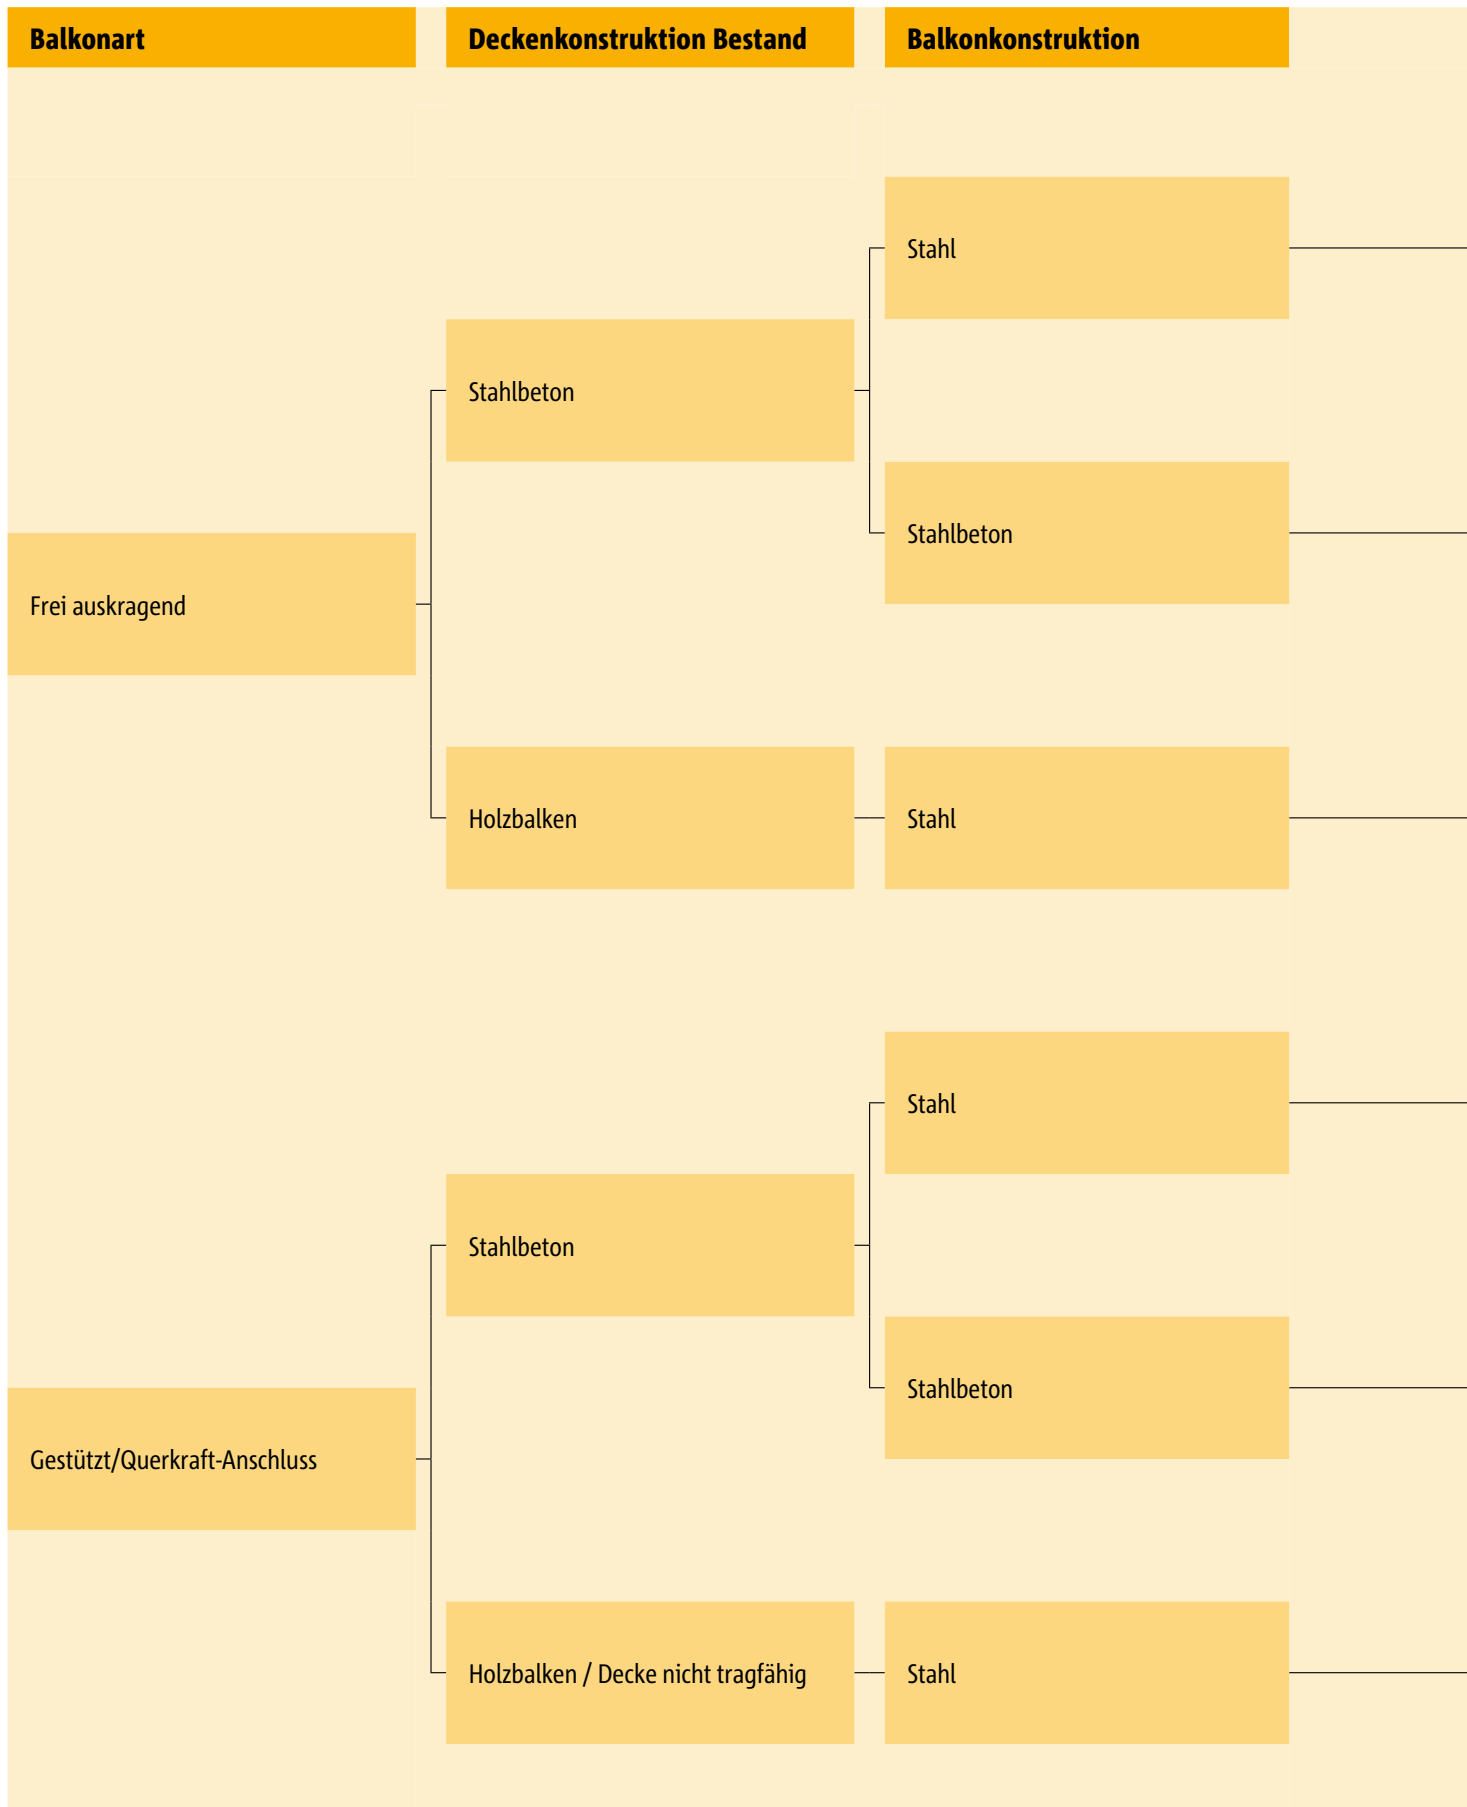 Balkonart
Deckenkonstruktion Bestand
Balkonkonstruktion
Stahl
Stahlbeton
Stahlbeton
Frei auskragend
Holzbalken
Stahl
Stahl
Stahlbeton
Stahlbeton
Gestützt/Querkraft-Anschluss
Holzbalken / Decke nicht tragfähig
Stahl